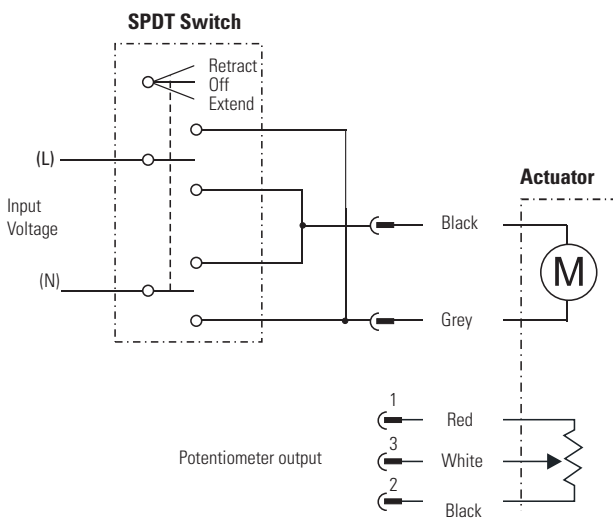 SPDT Switch
Retract
Off
Extend
(L)
Input
Voltage
(N)
Actuator
Black
M
Grey
1
Red
Potentiometer output
3
White
2
Black